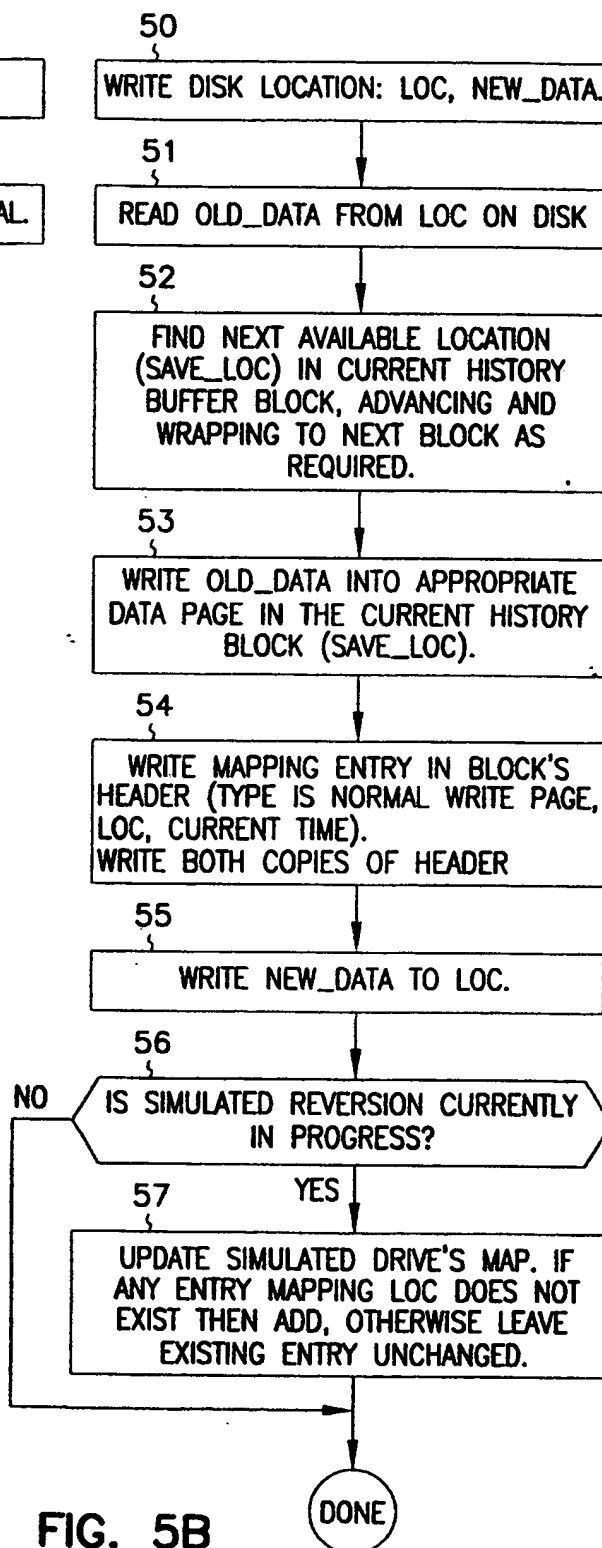 50
WRITE DISK LOCATION: LOC, NEW_DATA.
51
AL.
READ OLD_DATA FROM LOC ON DISK
52
FIND NEXT AVAILABLE LOCATION
(SAVE_LOC) IN CURRENT HISTORY
BUFFER BLOCK, ADVANCING AND
WRAPPING TO NEXT BLOCK AS
REQUIRED.
53
WRITE OLD_DATA INTO APPROPRIATE
DATA PAGE IN THE CURRENT HISTORY
BLOCK (SAVE_LOC).
54
WRITE MAPPING ENTRY IN BLOCK'S
HEADER (TYPE IS NORMAL WRITE PAGE,
LOC, CURRENT TIME).
WRITE BOTH COPIES OF HEADER
55
WRITE NEW_DATA TO LOC.
56
NO
IS SIMULATED REVERSION CURRENTLY
IN PROGRESS?
YES
57
UPDATE SIMULATED DRIVE'S MAP. IF
ANY ENTRY MAPPING LOC DOES NOT
EXIST THEN ADD, OTHERWISE LEAVE
EXISTING ENTRY UNCHANGED.
DONE
FIG. 5B